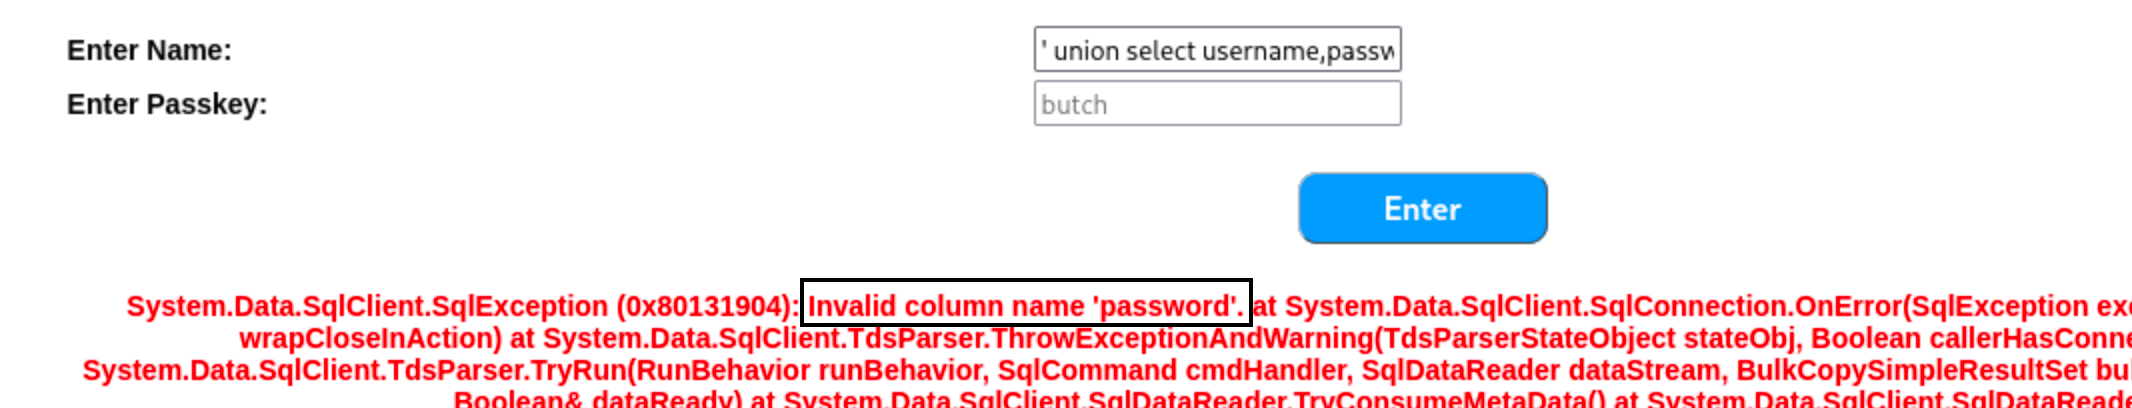 Enter Name:
' union select username,passw
Enter Passkey:
butch
Enter
System.Data.SqlClient.SqlException (0x80131904): Invalid column name 'password'. at System.Data.SqlClient.SqlConnection.OnError(SqlException exc
wrapCloseInAction) at System.Data.SqlClient.TdsParser.ThrowExceptionAndWarning(TdsParserStateObject stateObj, Boolean callerHasConne
System.Data.SqlClient.TdsParser.TryRun(RunBehavior runBehavior, SqlCommand cmdHandler, SqlDataReader dataStream, BulkCopySimpleResultSet bul
Boolean& dataReady) at System.Data.SqlClient.SqlDataReader.TryConsumeMetaData() at System.Data.SqlClient.SqlDataReade